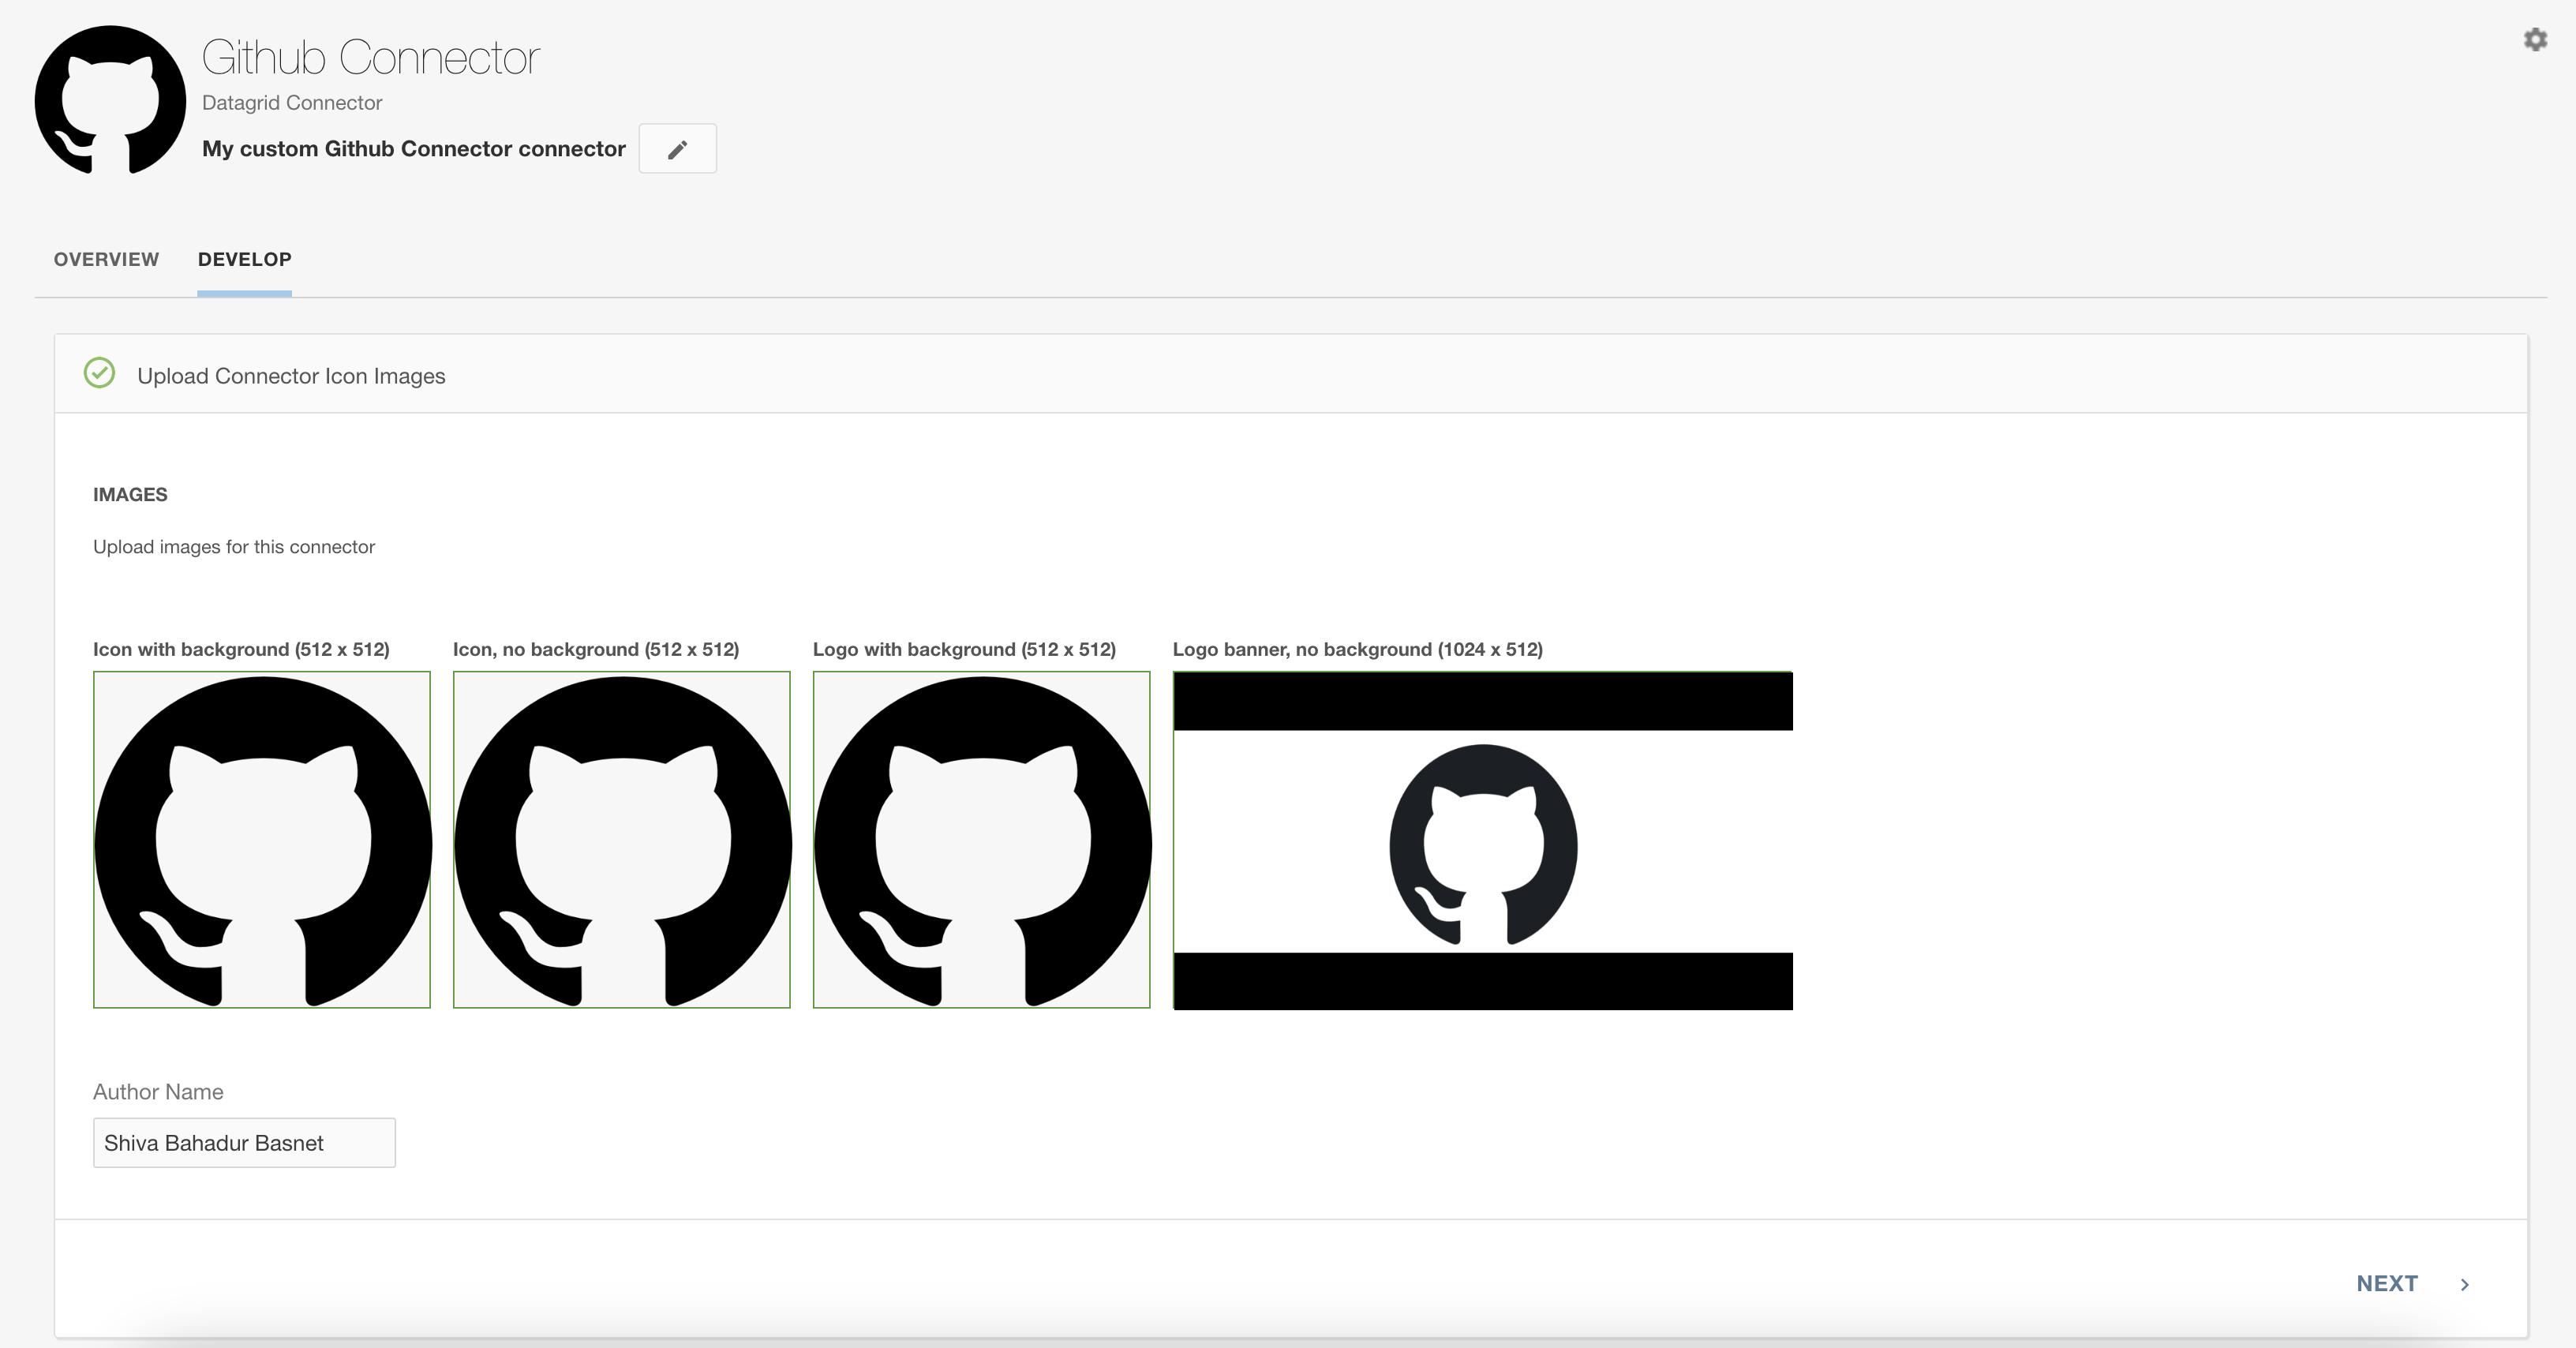 Github Connector
Datagrid Connector
My custom Github Connector connector
OVERVIEW DEVELOP
Upload Connector Icon Images
IMAGES
Upload images for this connector
Icon with background (512 x 512) Icon, no background (512 x 512) Logo with background (512 x 512) Logo banner, no background (1024 x 512)
Author Name
Shiva Bahadur Basnet
NEXT